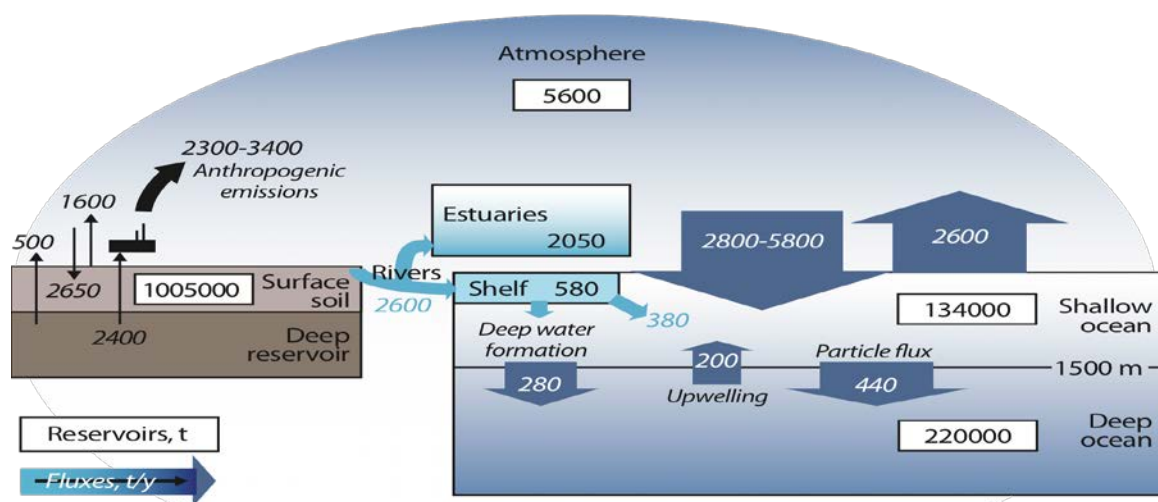 Atmosphere
5600
2300-3400
Anthropogenic
emissions
1600
500
2650
1005000
Surface
soil
2400
Deep
reservoir
Rivers
2600
Estuaries
2050
Shelf 580
380
Deep water
formation
280
2800-5800
2600
134000
Shallow
ocean
200
Upwelling
Particle flux
440
1500 m
220000
Deep
ocean
Reservoirs, t
Fluxes, t/y